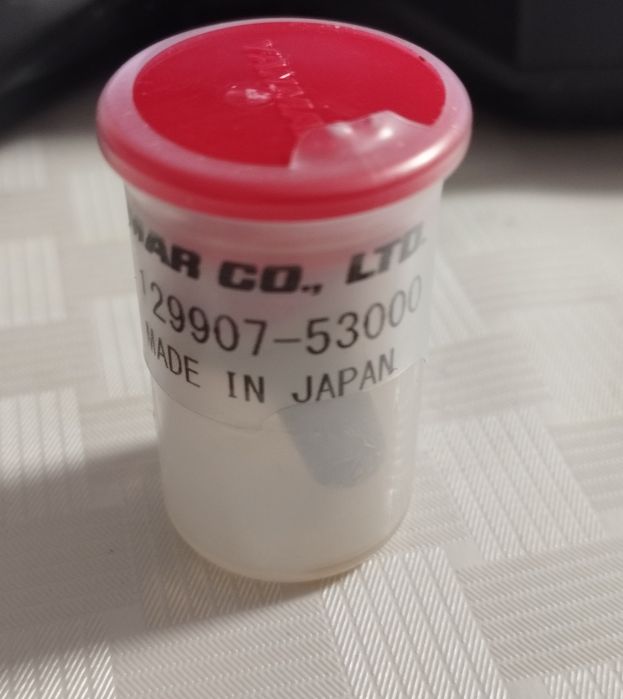 MAR CO., LTD.
129907-53000
MADE IN JAPAN